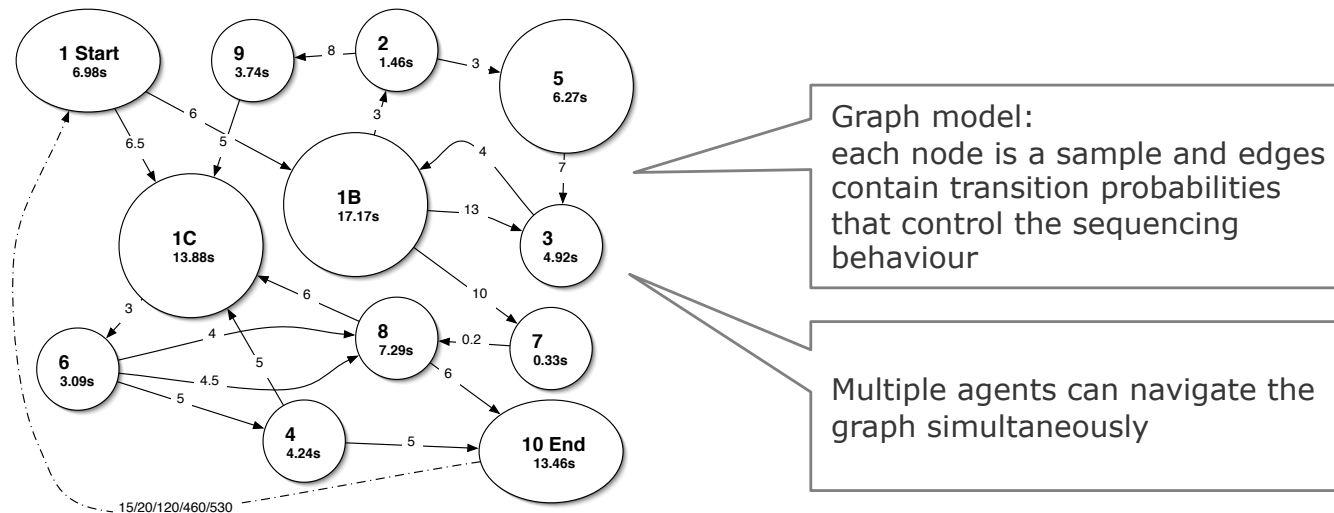 1 Start
6.98s
9
3.74s
8
2
1.46s
3
5
6.27s
6
6.5
5
3
4
7
1B
17.17s
13
3
4.92s
1C
13.88s
10
3
6
8
7.29s
0.2
7
0.33s
4
6
3.09s
4.5
5
5
6
4
4.24s
5
10 End
13.46s
15/20/120/460/530
Graph model:
each node is a sample and edges
contain transition probabilities
that control the sequencing
behaviour
Multiple agents can navigate the
graph simultaneously